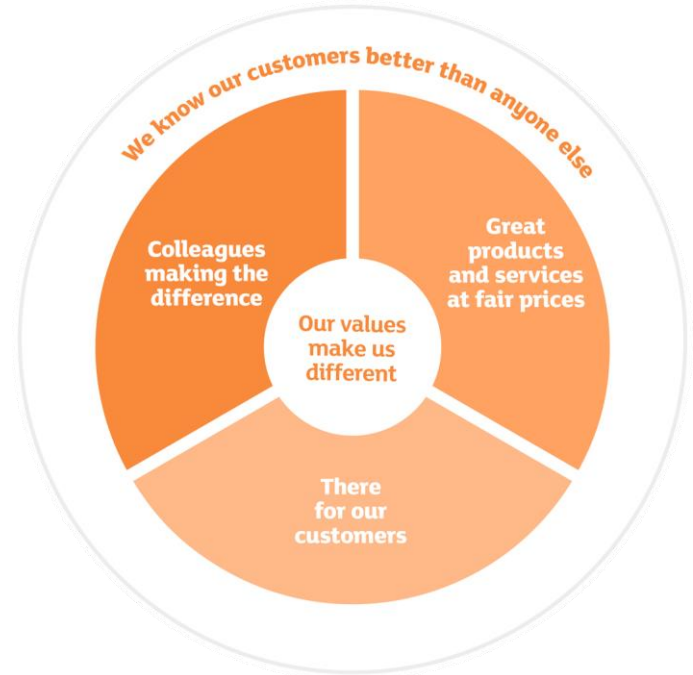 We know our customers better than anyone else
Colleagues
making the
difference
Great
products
and services
at fair prices
Our values
make us
different
There
for our
customers